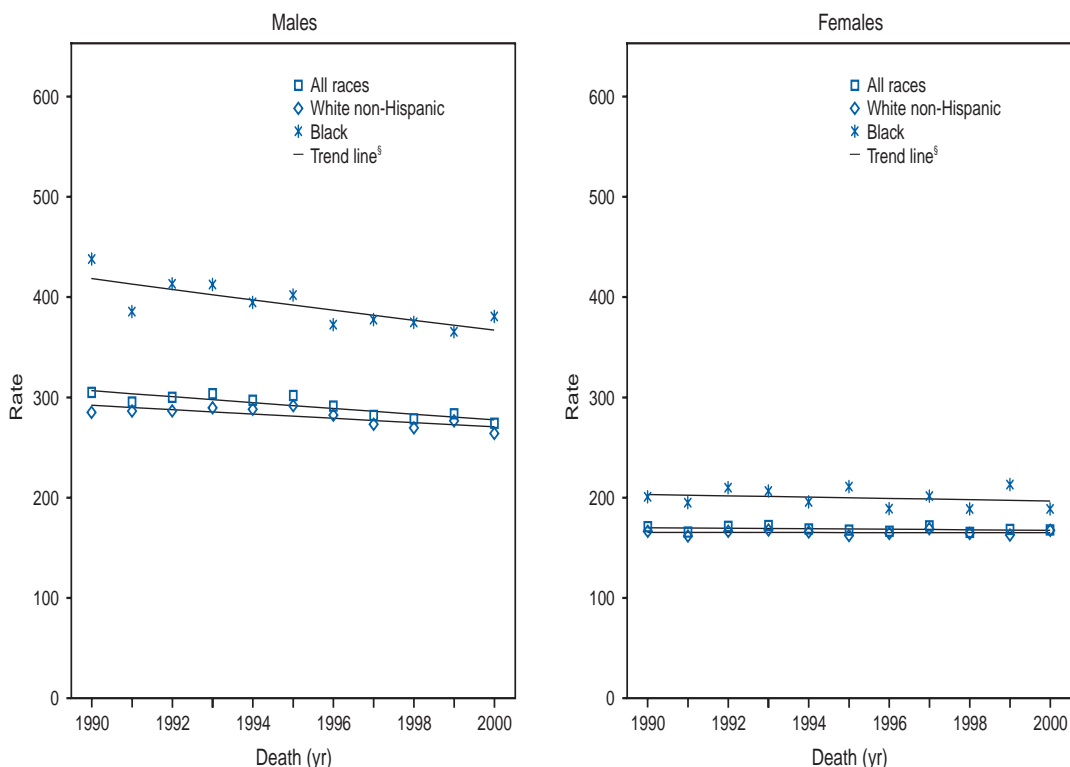 Males
□ All races
◇ White non-Hispanic
Black
– Trend line§
600
500
400
300
200
100
0
Rate
1990 1992 1994 1996 1998 2000
Death (yr)
Females
□ All races
◇ White non-Hispanic
Black
– Trend line§
600
500
400
300
200
100
0
Rate
1990 1992 1994 1996 1998 2000
Death (yr)